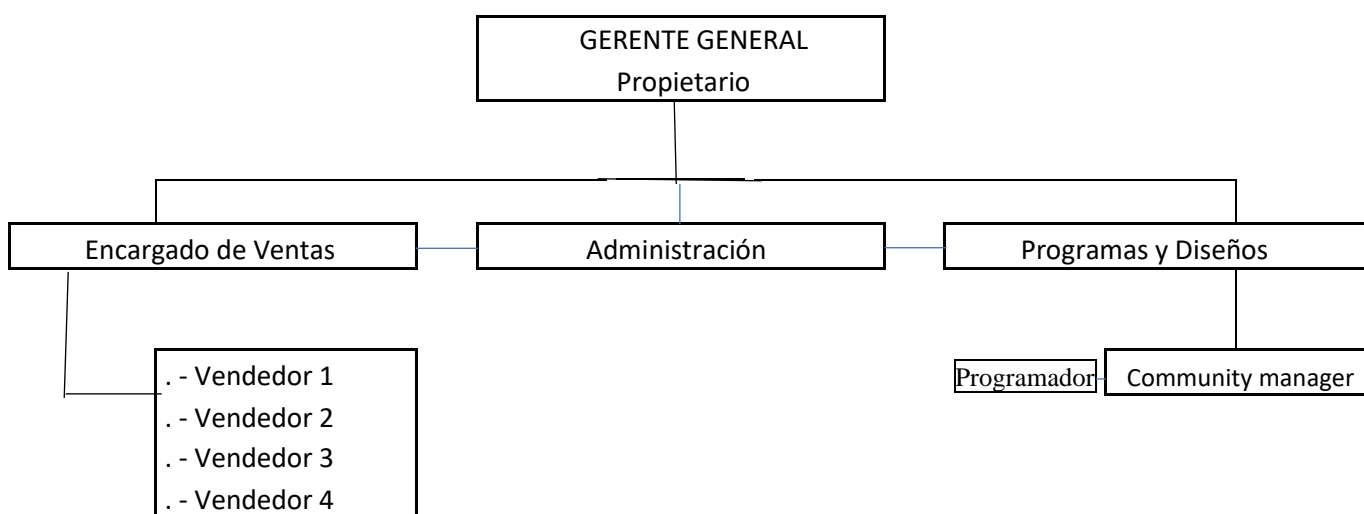 GERENTE GENERAL
Propietario
Encargado de Ventas
Administración
Programas y Diseños
. - Vendedor 1
. - Vendedor 2
. - Vendedor 3
. - Vendedor 4
Programador
Community manager